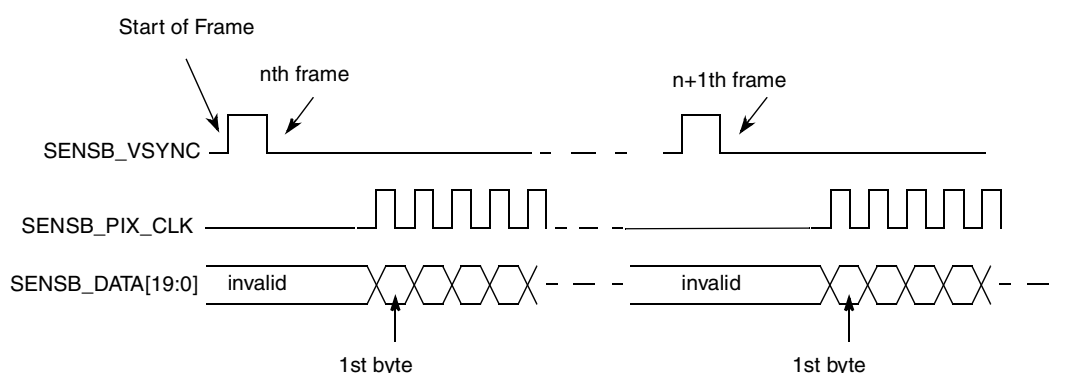 Start of Frame
nth frame
n+1th frame
SENSB_VSYNC
SENSB_PIX_CLK
SENSB_DATA[19:0]
invalid
invalid
1st byte
1st byte